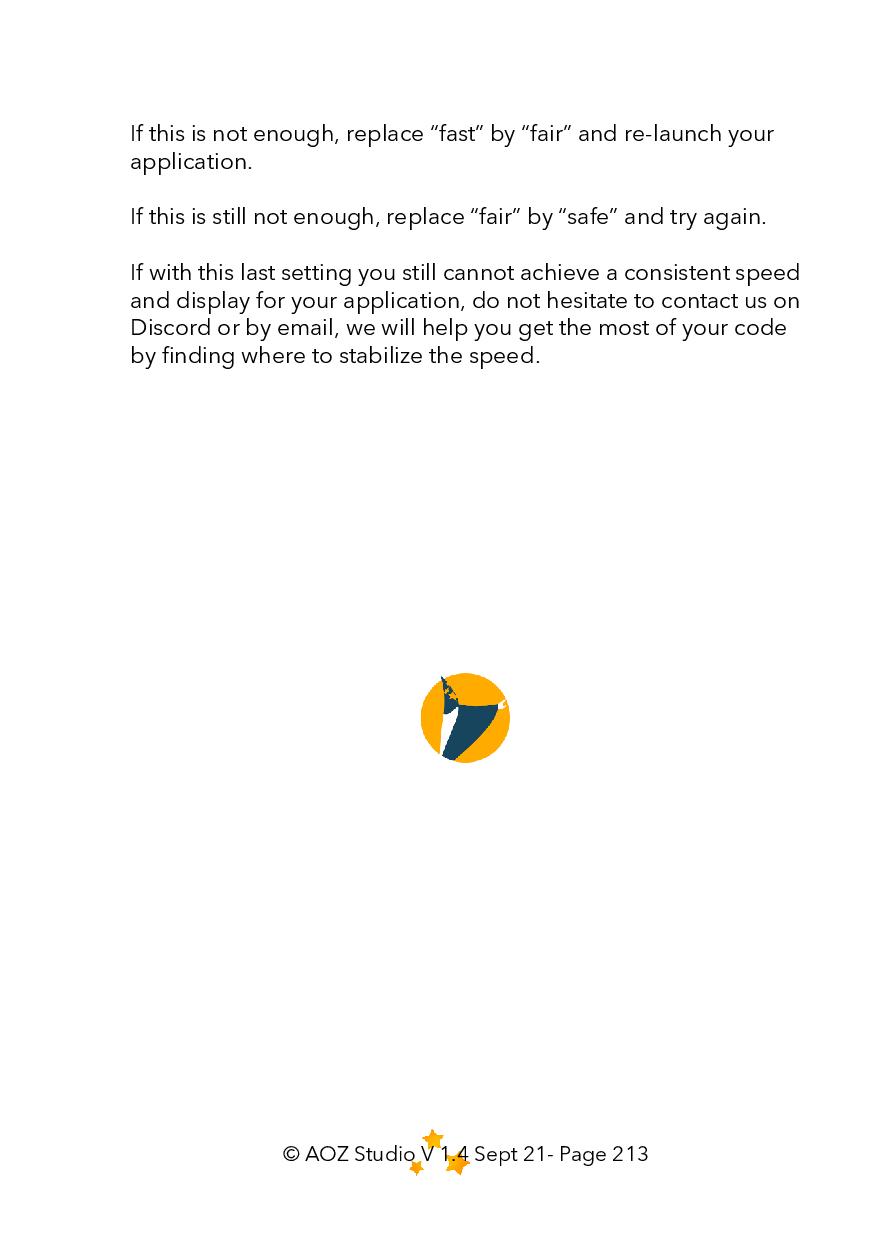 If this is not enough, replace “fast” by “fair” and re-launch your
application.
If this is still not enough, replace “fair” by “safe” and try again.
If with this last setting you still cannot achieve a consistent speed
and display for your application, do not hesitate to contact us on
Discord or by email, we will help you get the most of your code
by finding where to stabilize the speed.
© AOZ Studio V 1.4 Sept 21- Page 213